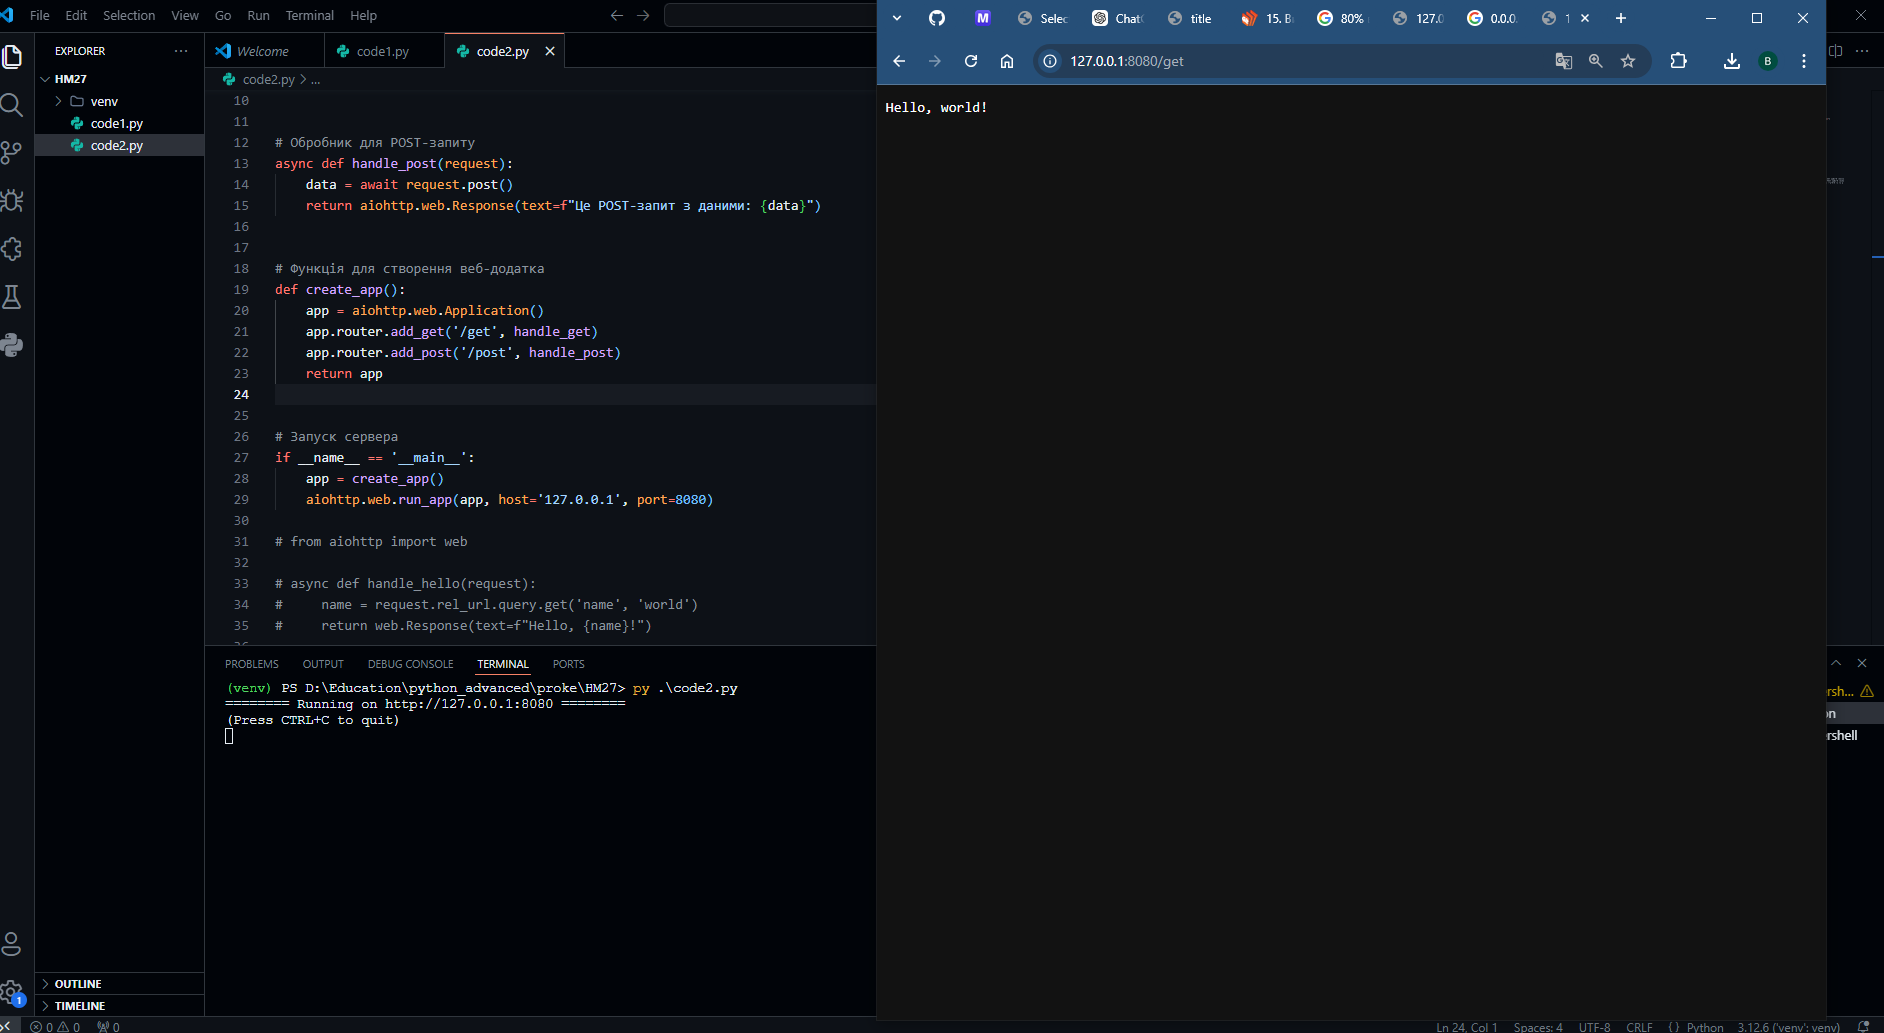 File Edit Selection View Go Run Terminal Help
EXPLORER
HM27
venv
code1.py
code2.py
OUTLINE
TIMELINE
Welcome code1.py code2.py
code2.py > ...
10
11
12 # Обробник для POST-запиту
13 async def handle_post(request):
14 data = await request.post()
15 return aiohttp.web.Response(text=f"Це POST-запит з даними: {data}")
16
17
18 # Функція для створення веб-додатка
19 def create_app():
20 app = aiohttp.web.Application()
21 app.router.add_get('/get', handle_get)
22 app.router.add_post('/post', handle_post)
23 return app
24
25
26 # Запуск сервера
27 if __name__ == '__main__':
28 app = create_app()
29 aiohttp.web.run_app(app, host='127.0.0.1', port=8080)
30
31 # from aiohttp import web
32
33 # async def handle_hello(request):
34 # name = request.rel_url.query.get('name', 'world')
35 # return web.Response(text=f"Hello, {name}!")
PROBLEMS OUTPUT DEBUG CONSOLE TERMINAL PORTS
(venv) PS D:\Education\python_advanced\proke\HM27> py .\code2.py
======== Running on http://127.0.0.1:8080 ========
(Press CTRL+C to quit)
M Selec Chat title 15. В 80% 127.0 0.0.0. 1
127.0.0.1:8080/get
B
Hello, world!
rsh...
on
rshell
1
0 0 0
Ln 24, Col 1 Spaces: 4 UTF-8 CRLF { } Python 3.12.6 ('venv': venv)